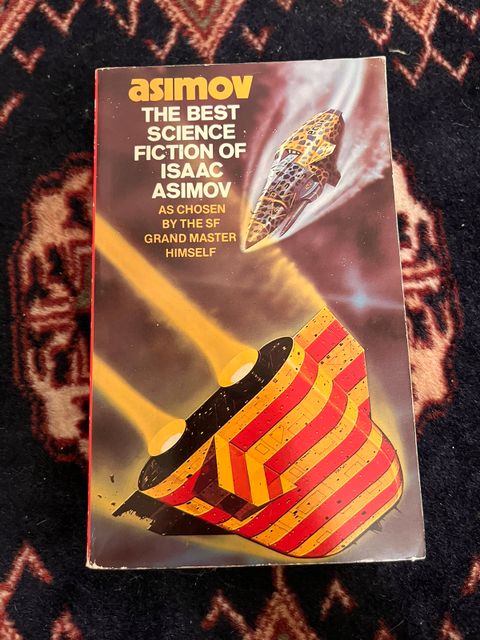 asimov
THE BEST
SCIENCE
FICTION OF
ISAAC
ASIMOV
AS CHOSEN
BY THE SF
GRAND MASTER
HIMSELF